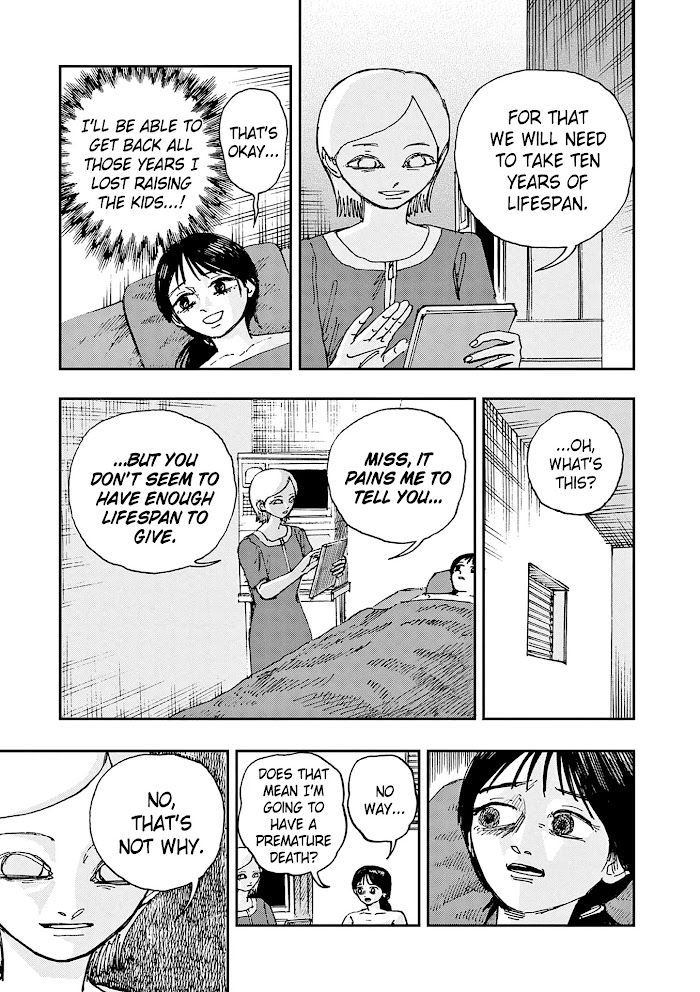 FOR THAT
WE WILL NEED
TO TAKE TEN
YEARS OF
LIFESPAN.
THAT'S
OKAY...
I'LL BE ABLE TO
GET BACK ALL
THOSE YEARS I
LOST RAISING
THE KIDS...!
...OH,
WHAT'S
THIS?
MISS, IT
PAINS ME TO
TELL YOU...
...BUT YOU
DON'T SEEM TO
HAVE ENOUGH
LIFESPAN TO
GIVE.
NO
WAY...
DOES THAT
MEAN I'M
GOING TO
HAVE A
PREMATURE
DEATH?
NO,
THAT'S
NOT WHY.